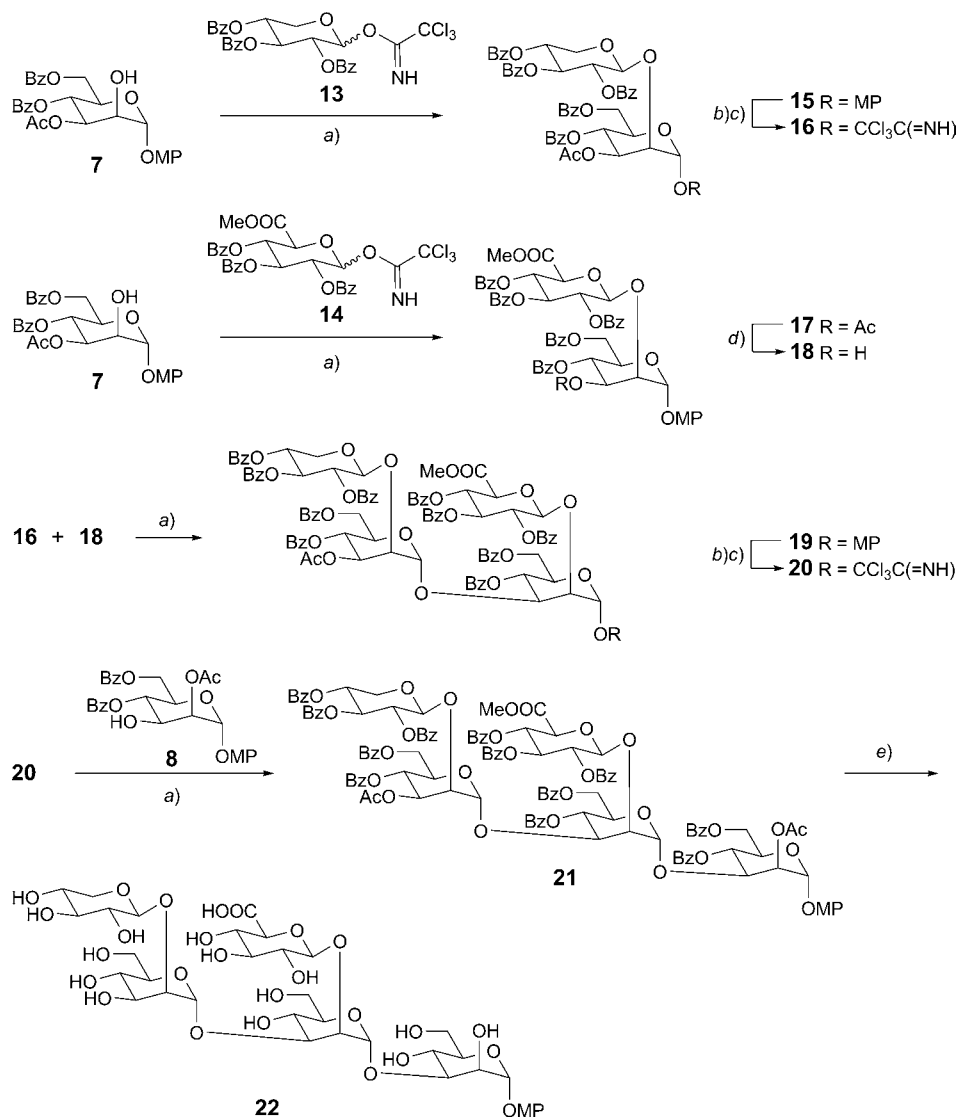 BzO OH
BzO
AcO
OMP
7
BzO
BzO
OBz
O
O
CCl3
NH
13
a)
BzO
BzO
OBz
O
O
BzO
BzO
AcO
O
OR
b)c)
15 R = MP
16 R = CCl3C(=NH)
BzO OH
BzO
AcO
O
OMP
7
MeOOC
BzO
BzO
OBz
O
O
CCl3
NH
14
a)
MeOOC
BzO
BzO
OBz
O
O
BzO
BzO
RO
O
OMP
d)
17 R = Ac
18 R = H
16 + 18
a)
BzO
BzO
OBz
O
O
BzO
BzO
AcO
O
O
MeOOC
BzO
BzO
OBz
O
O
BzO
BzO
O
OR
b)c)
19 R = MP
20 R = CCl3C(=NH)
20
BzO OAc
BzO
HO
O
OMP
8
a)
BzO
BzO
OBz
O
O
BzO
BzO
AcO
O
O
MeOOC
BzO
BzO
OBz
O
O
BzO
BzO
O
O
BzO OAc
BzO
O
OMP
21
e)
HO
HO
OH
O
O
HO
HO
HO
O
O
HOOC
HO
HO
OH
O
O
HO
HO
O
O
HO OH
HO
O
OMP
22